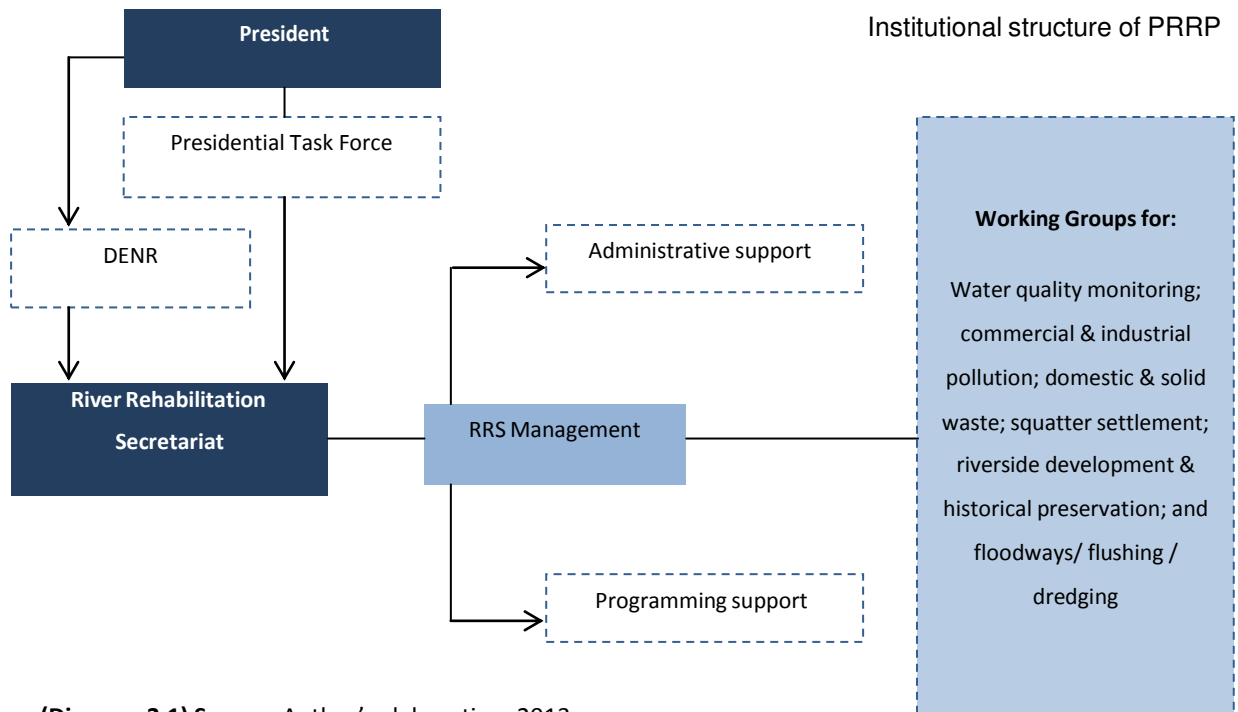 Institutional structure of PRRP
President
Presidential Task Force
DENR
River Rehabilitation
Secretariat
RRS Management
Administrative support
Programming support
Working Groups for:
Water quality monitoring;
commercial & industrial
pollution; domestic & solid
waste; squatter settlement;
riverside development &
historical preservation; and
floodways/ flushing /
dredging